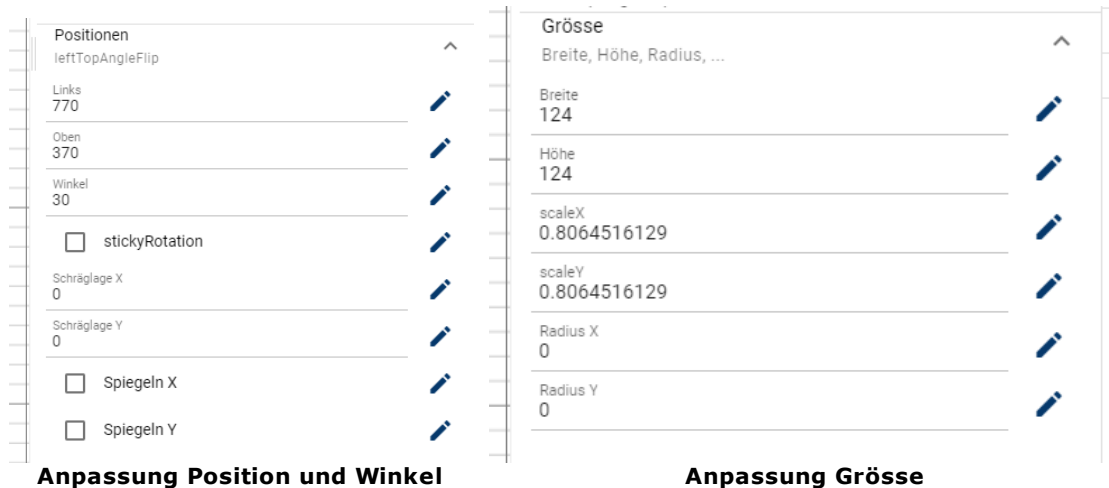 Positionen
leftTopAngleFlip
Links
770
Oben
370
Winkel
30
stickyRotation
Schräglage X
0
Schräglage Y
0
Spiegeln X
Spiegeln Y
Anpassung Position und Winkel
Grösse
Breite, Höhe, Radius, ...
Breite
124
Höhe
124
scaleX
0.8064516129
scaleY
0.8064516129
Radius X
0
Radius Y
0
Anpassung Grösse